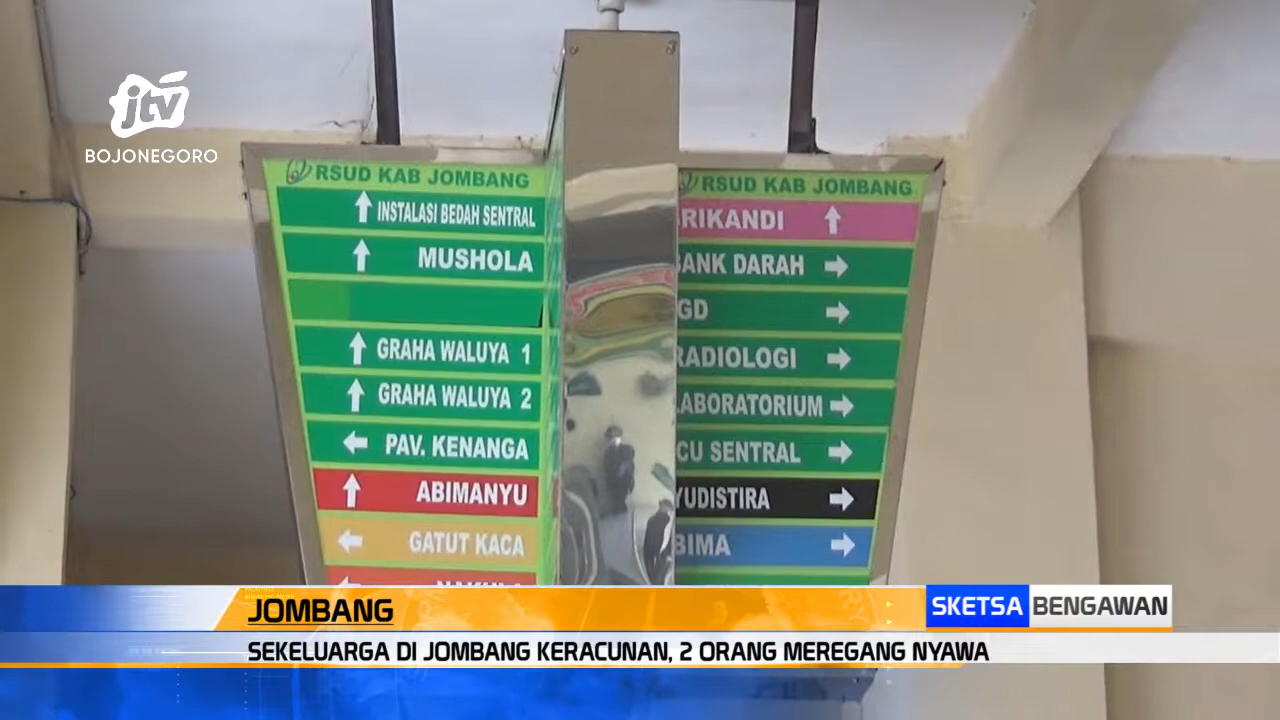 jtv
BOJONEGORO
RSUD KAB JOMBANG
INSTALASI BEDAH SENTRAL
MUSHOLA
GRAHA WALUYA 1
GRAHA WALUYA 2
PAV. KENANGA
ABIMANYU
GATUT KACA
RSUD KAB JOMBANG
RIKANDI
BANK DARAH
GD
RADIOLOGI
LABORATORIUM
CU SENTRAL
YUDISTIRA
BIMA
JOMBANG
SKETSA BENGAWAN
SEKELUARGA DI JOMBANG KERACUNAN, 2 ORANG MEREGANG NYAWA